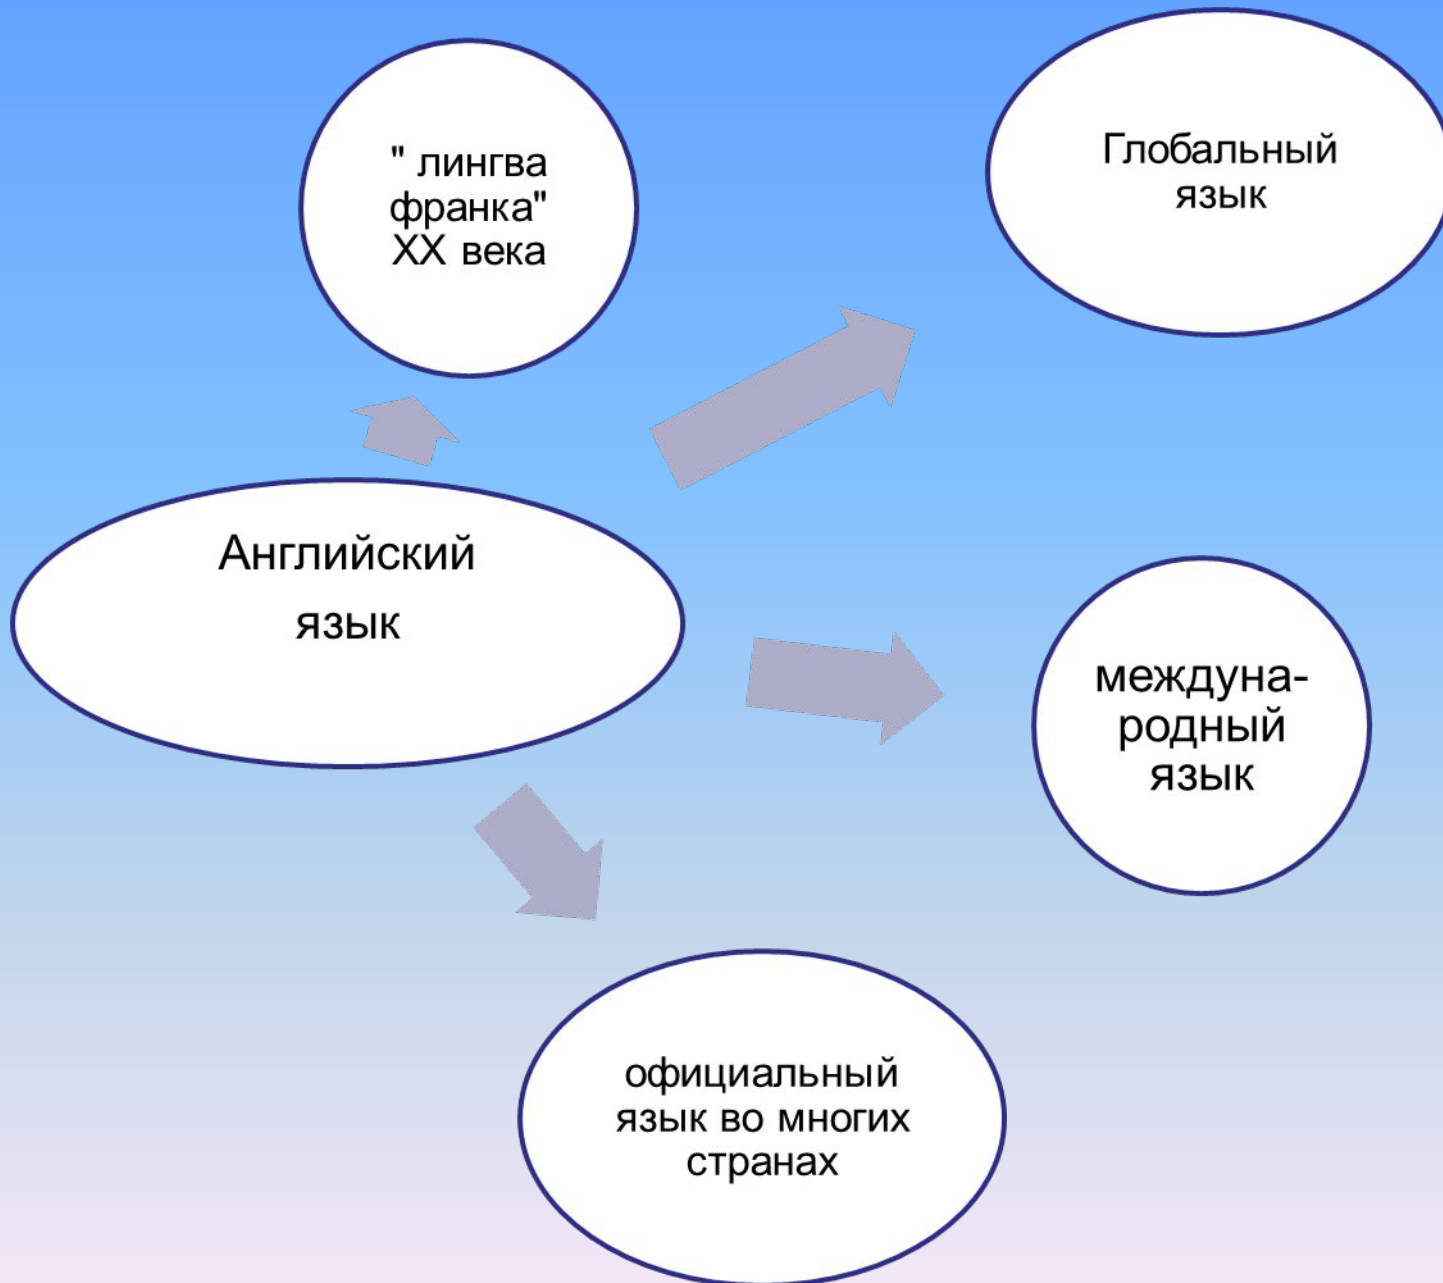 " лингва
франка"
XX века
Глобальный
язык
Английский
язык
междуна-
родный
язык
официальный
язык во многих
странах